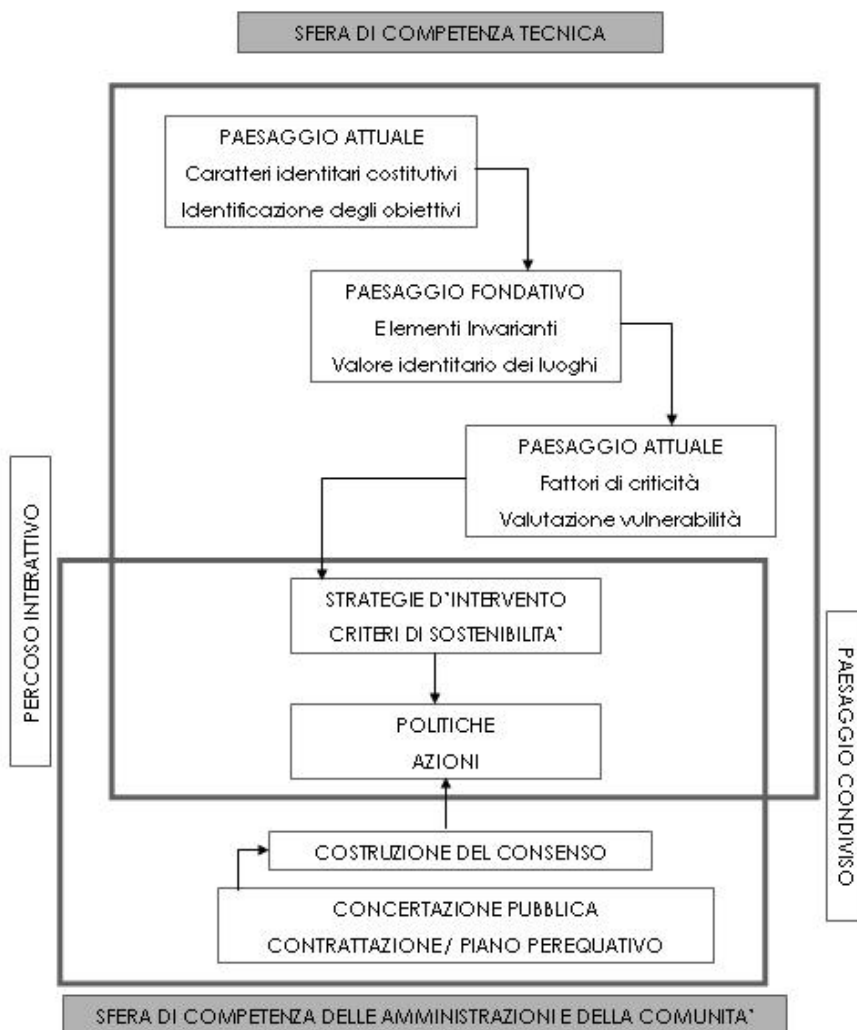 SFERA DI COMPETENZA TECNICA
PAESAGGIO ATTUALE
Caratteri identitari costitutivi
Identificazione degli obiettivi
PAESAGGIO FONDATIVO
Elementi Invarianti
Valore identitario dei luoghi
PAESAGGIO ATTUALE
Fattori di criticità
Valutazione vulnerabilità
PERCOSO INTERATTIVO
STRATEGIE D'INTERVENTO
CRITERI DI SOSTENIBILITA'
POLITICHE
AZIONI
PAESAGGIO CONDIVISO
COSTRUZIONE DEL CONSENSO
CONCERTAZIONE PUBBLICA
CONTRATTAZIONE/ PIANO PEREQUATIVO
SFERA DI COMPETENZA DELLE AMMINISTRAZIONI E DELLA COMUNITA'